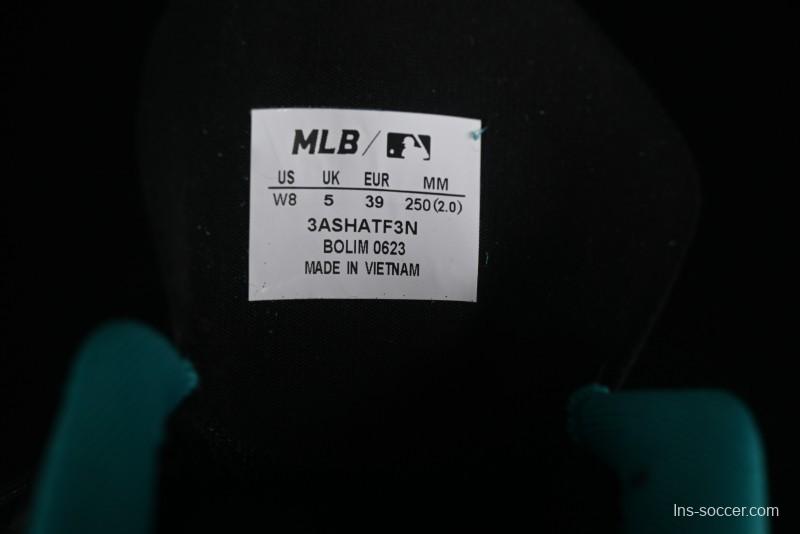 MLB /
US UK EUR MM
W8 5 39 250(2.0)
3ASHATF3N
BOLIM 0623
MADE IN VIETNAM
Ins-soccer.com